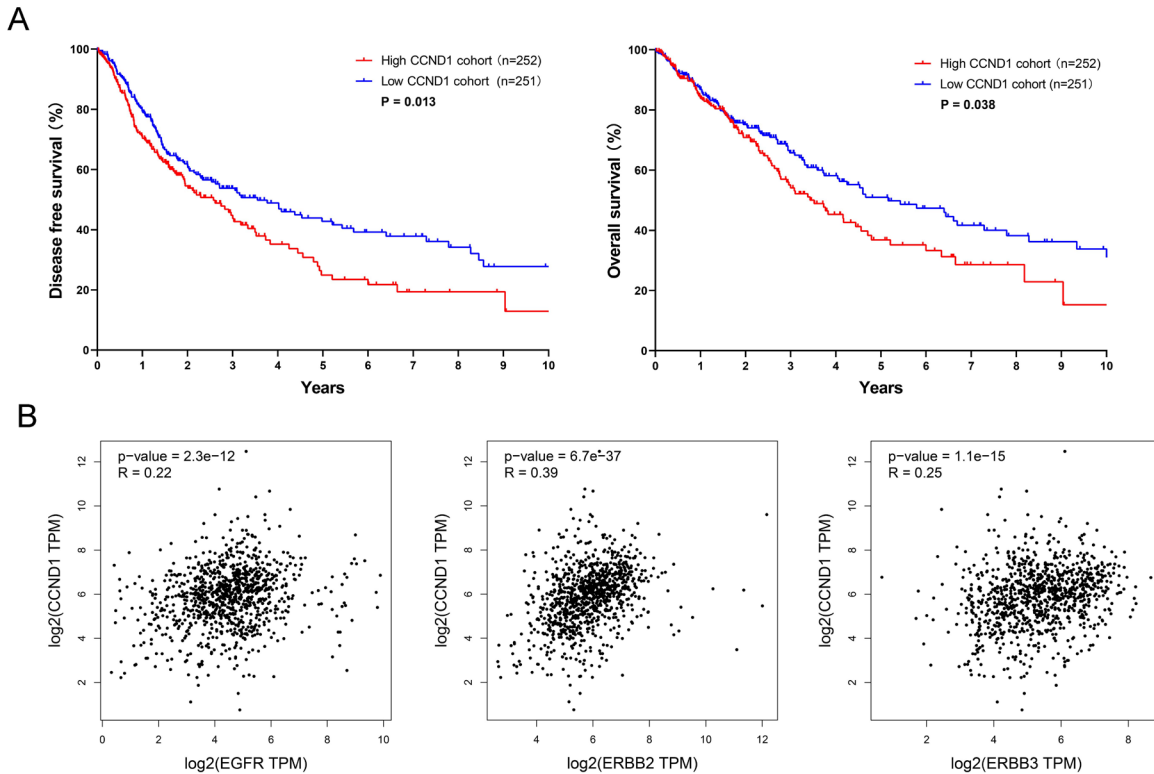 A
High CCND1 cohort (n=252)
Low CCND1 cohort (n=251)
P = 0.013
Disease free survival (%)
100
80
60
40
20
0
0 1 2 3 4 5 6 7 8 9 10
Years
High CCND1 cohort (n=252)
Low CCND1 cohort (n=251)
P = 0.038
Overall survival (%)
100
80
60
40
20
0
0 1 2 3 4 5 6 7 8 9 10
Years
B
p-value = 2.3e-12
R = 0.22
log2(CCND1 TPM)
12
10
8
6
4
2
0 2 4 6 8 10
log2(EGFR TPM)
p-value = 6.7e-37
R = 0.39
log2(CCND1 TPM)
12
10
8
6
4
2
4 6 8 10 12
log2(ERBB2 TPM)
p-value = 1.1e-15
R = 0.25
log2(CCND1 TPM)
12
10
8
6
4
2
2 4 6 8
log2(ERBB3 TPM)